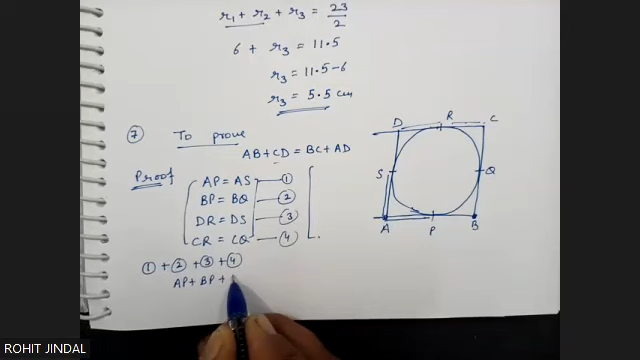 r₁ + r₂ + r₃ = 23/2
6 + r₃ = 11.5
r₃ = 11.5 - 6
r₃ = 5.5 cm
⑦ To prove
AB + CD = BC + AD
Proof
AP = AS —①
BP = BQ —②
DR = DS —③
CR = CQ —④
① + ② + ③ + ④
AP + BP +
D R C
S Q
A P B
ROHIT JINDAL